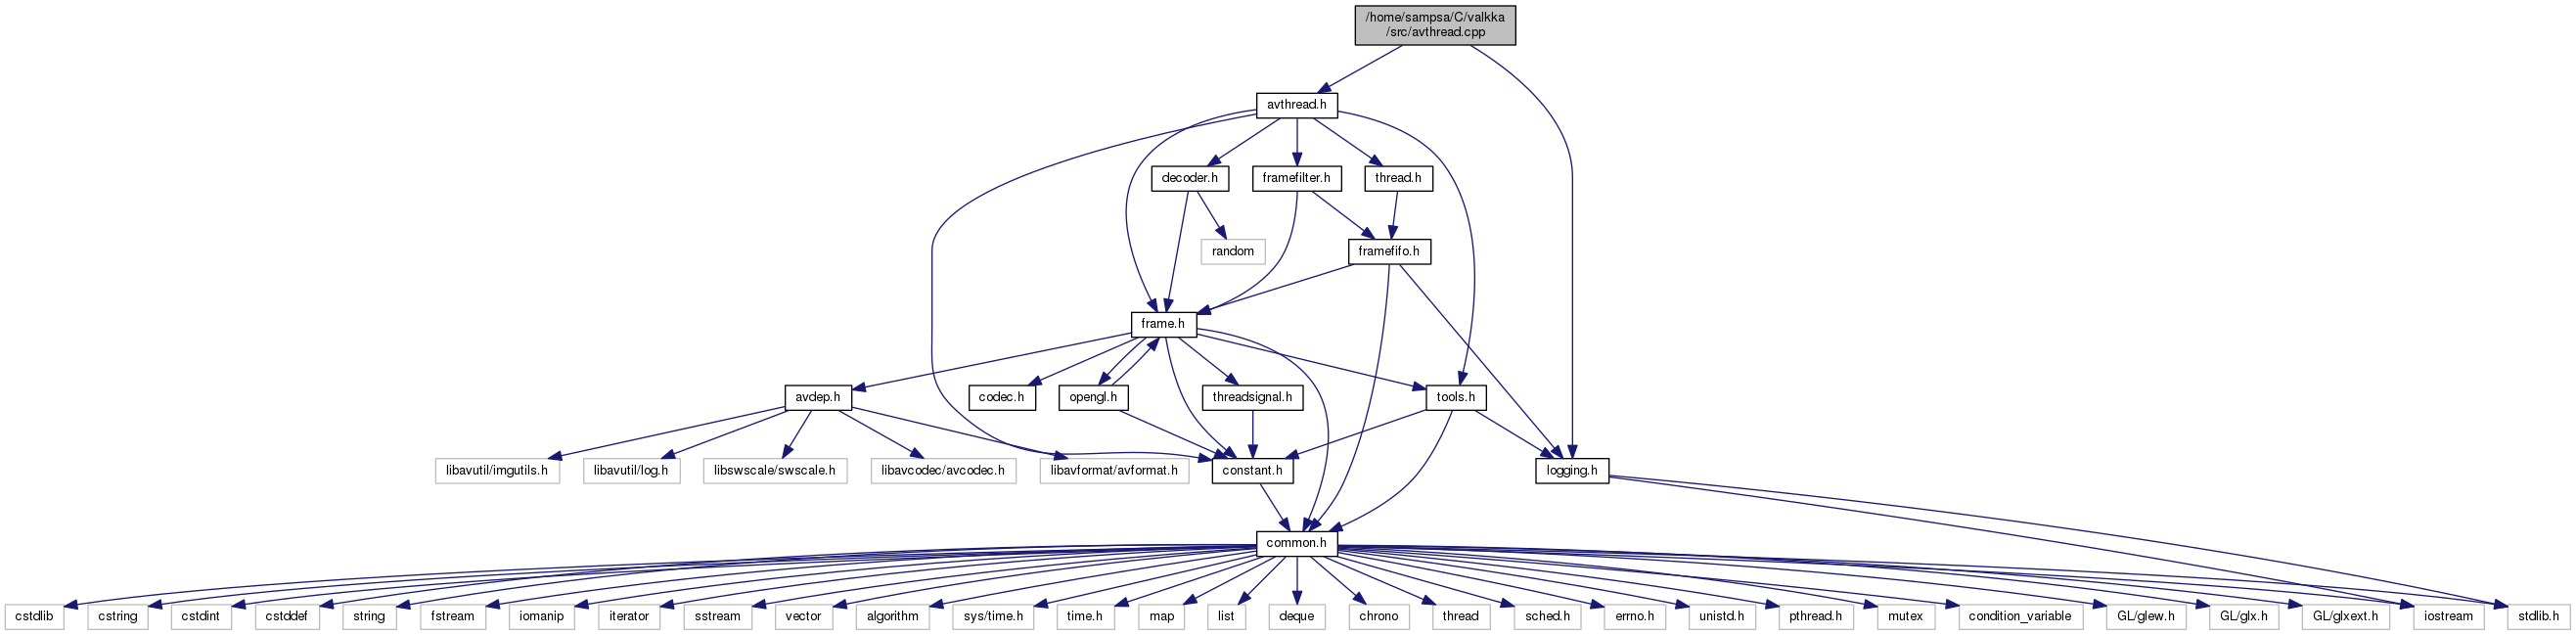 /home/sampsa/C/valkka
/src/avthread.cpp
avthread.h
decoder.h
framefilter.h
thread.h
random
framefifo.h
frame.h
avdep.h
codec.h
opengl.h
threadsignal.h
tools.h
libavutil/imgutils.h
libavutil/log.h
libswscale/swscale.h
libavcodec/avcodec.h
libavformat/avformat.h
constant.h
logging.h
common.h
cstdlib
cstring
cstdint
cstddef
string
fstream
iomanip
iterator
sstream
vector
algorithm
sys/time.h
time.h
map
list
deque
chrono
thread
sched.h
errno.h
unistd.h
pthread.h
mutex
condition_variable
GL/glew.h
GL/glx.h
GL/glxext.h
iostream
stdlib.h